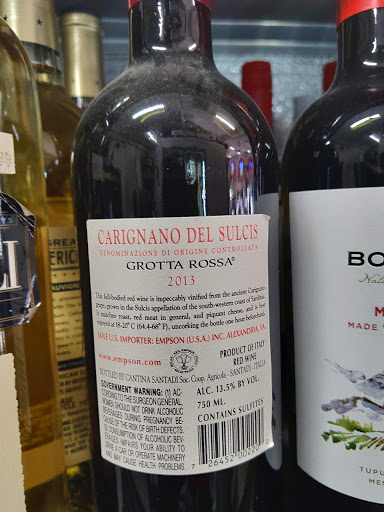 CARIGNANO DEL SULCIS
DENOMINAZIONE DI ORIGINE CONTROLLATA
GROTTA ROSSA®
2013
This full-bodied red wine is impeccably vinified from the ancient Carignano
grape, grown in the Sulcis appellation of the south-western coast of Sardinia.
It matches roast, red meat in general, and piquant cheese, and is best
enjoyed at 18-20° C (64.4-68° F), uncorking the bottle one hour beforehand.
SOLE U.S. IMPORTER: EMPSON (U.S.A.) INC. ALEXANDRIA, VA.
www.empson.com
PRODUCT OF ITALY
RED WINE
BOTTLED BY CANTINA SANTADI Soc. Coop. Agricola - SANTADI - ITALIA
GOVERNMENT WARNING: (1) AC-
CORDING TO THE SURGEON GENERAL,
WOMEN SHOULD NOT DRINK ALCOHOLIC
BEVERAGES DURING PREGNANCY BE-
CAUSE OF THE RISK OF BIRTH DEFECTS.
CONSUMPTION OF ALCOHOLIC BEV-
ERAGES IMPAIRS YOUR ABILITY TO
A CAR OR OPERATE MACHINERY
AND MAY CAUSE HEALTH PROBLEMS.
ALC. 13.5% BY VOL.
750 ML.
CONTAINS SULFITES
7 26452 00220
GREA
ERIC
SAUVIGN
LI
BO
Na
M
MADE
TUPU
MEN